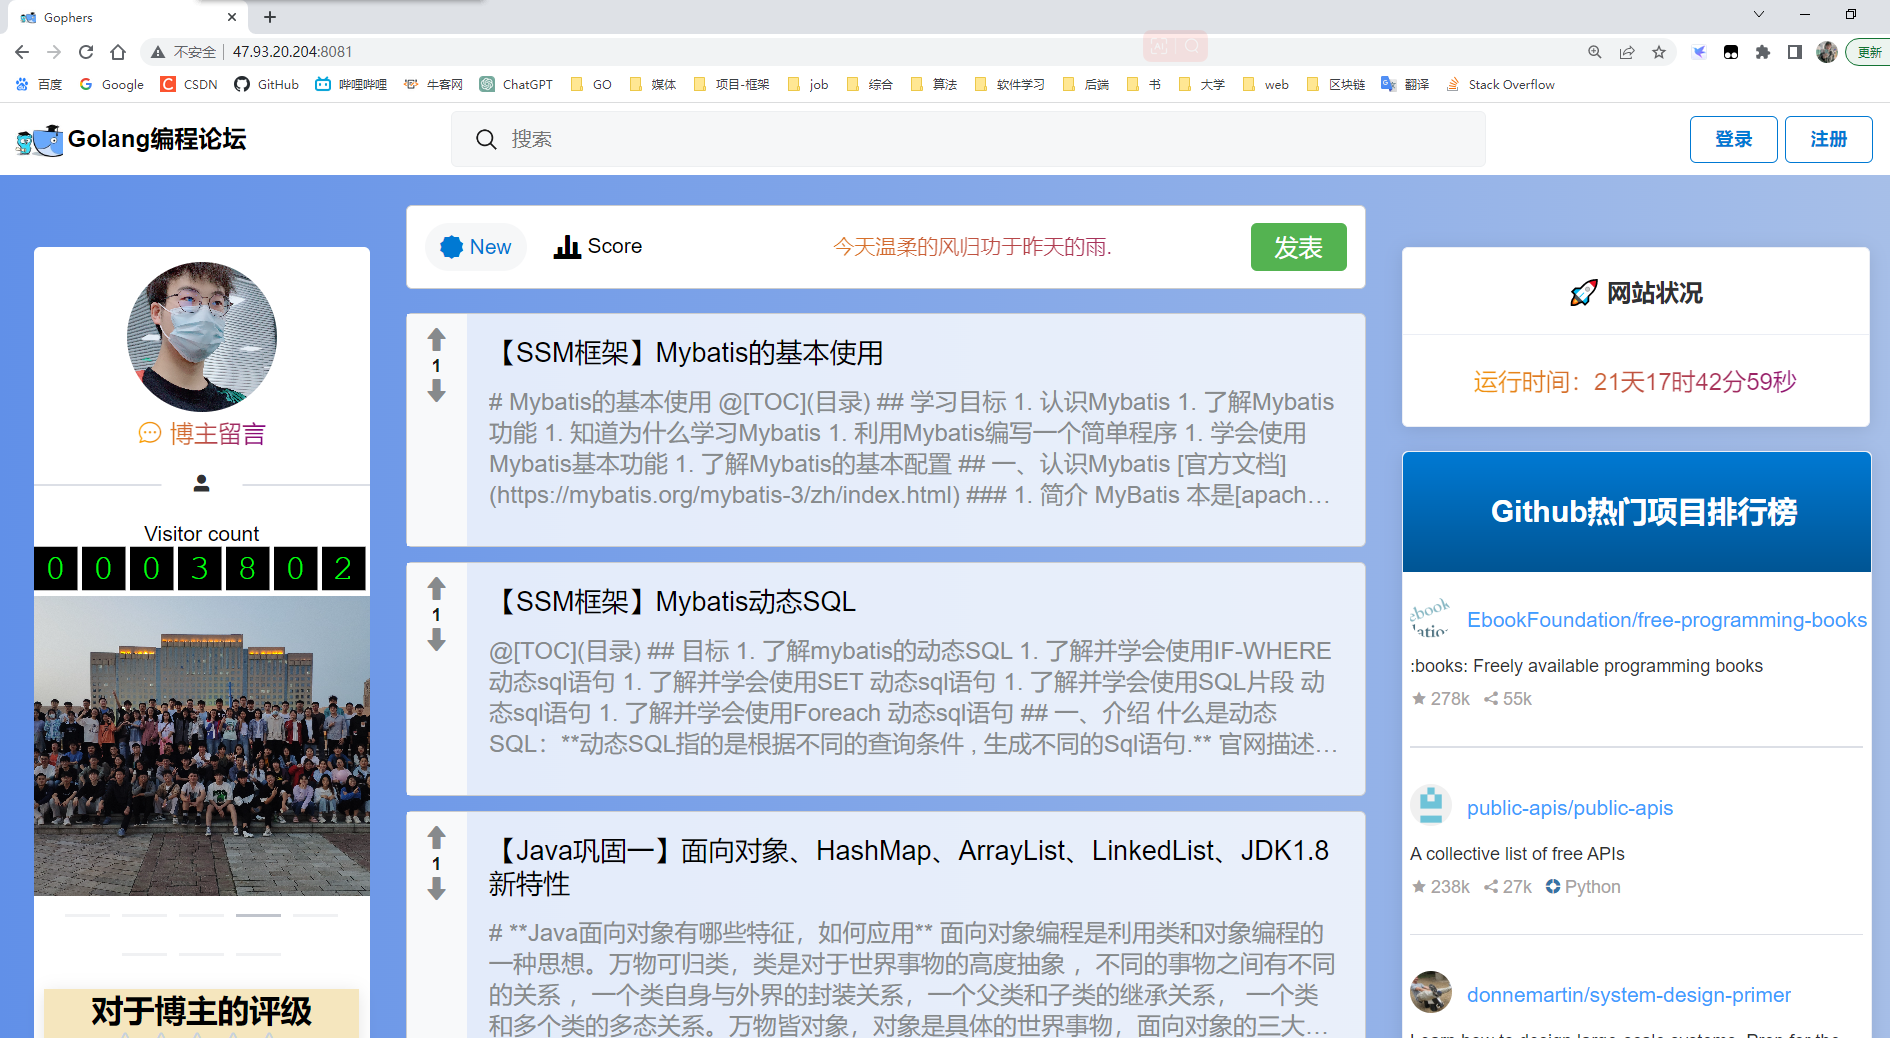 Gophers
不安全 47.93.20.204:8081
更新
百度 Google CSDN GitHub 哔哩哔哩 牛客网 ChatGPT GO 媒体 项目-框架 job 综合 算法 软件学习 后端 书 大学 web 区块链 翻译 Stack Overflow
Golang编程论坛
搜索
登录 注册
New Score 今天温柔的风归功于昨天的雨. 发表
博主留言
Visitor count
0 0 0 3 8 0 2
对于博主的评级
1
【SSM框架】Mybatis的基本使用
# Mybatis的基本使用 @[TOC](目录) ## 学习目标 1. 认识Mybatis 1. 了解Mybatis
功能 1. 知道为什么学习Mybatis 1. 利用Mybatis编写一个简单程序 1. 学会使用
Mybatis基本功能 1. 了解Mybatis的基本配置 ## 一、认识Mybatis [官方文档]
(https://mybatis.org/mybatis-3/zh/index.html) ### 1. 简介 MyBatis 本是[apach…
1
【SSM框架】Mybatis动态SQL
@[TOC](目录) ## 目标 1. 了解mybatis的动态SQL 1. 了解并学会使用IF-WHERE
动态sql语句 1. 了解并学会使用SET 动态sql语句 1. 了解并学会使用SQL片段 动
态sql语句 1. 了解并学会使用Foreach 动态sql语句 ## 一、介绍 什么是动态
SQL：**动态SQL指的是根据不同的查询条件 , 生成不同的Sql语句.** 官网描述…
1
【Java巩固一】面向对象、HashMap、ArrayList、LinkedList、JDK1.8
新特性
# **Java面向对象有哪些特征，如何应用** 面向对象编程是利用类和对象编程的
一种思想。万物可归类，类是对于世界事物的高度抽象 ，不同的事物之间有不同
的关系 ，一个类自身与外界的封装关系，一个父类和子类的继承关系， 一个类
和多个类的多态关系。万物皆对象，对象是具体的世界事物，面向对象的三大…
网站状况
运行时间：21天17时42分59秒
Github热门项目排行榜
EbookFoundation/free-programming-books
:books: Freely available programming books
278k 55k
public-apis/public-apis
A collective list of free APIs
238k 27k Python
donnemartin/system-design-primer
Learn how to design large-scale systems. Prep for the